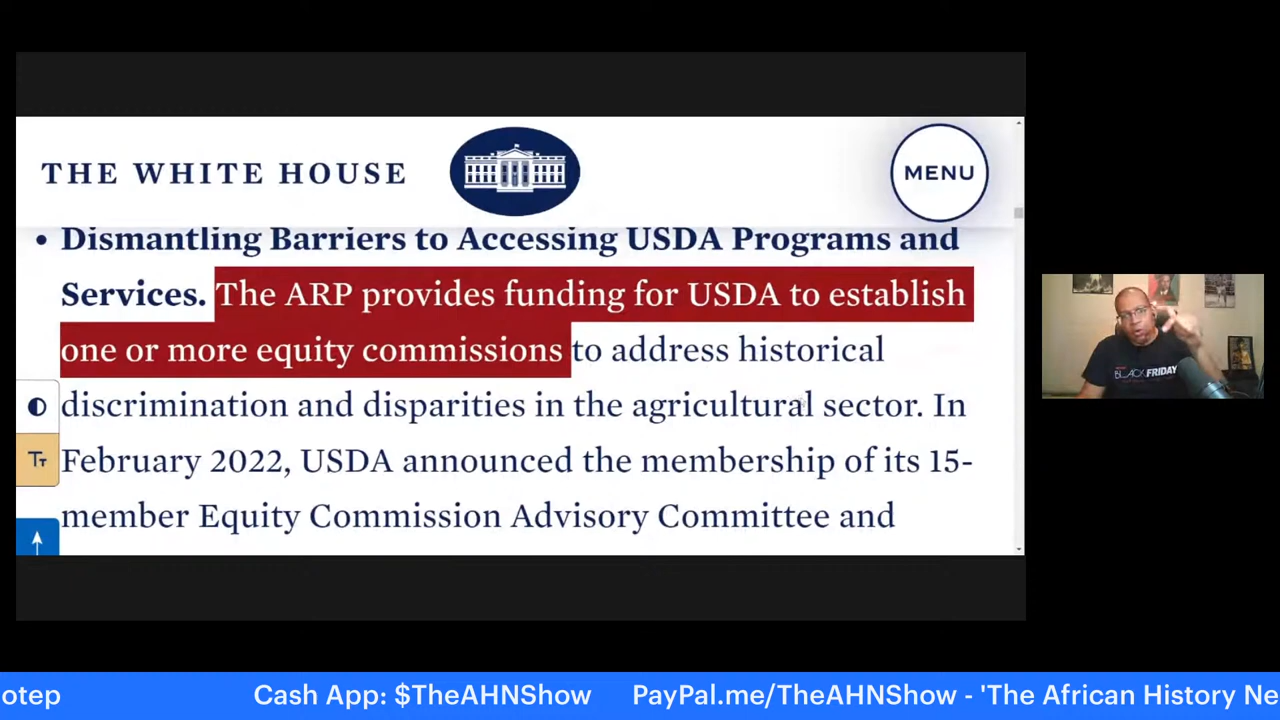 THE WHITE HOUSE
MENU
• Dismantling Barriers to Accessing USDA Programs and
Services. The ARP provides funding for USDA to establish
one or more equity commissions to address historical
discrimination and disparities in the agricultural sector. In
February 2022, USDA announced the membership of its 15-
member Equity Commission Advisory Committee and
TT
BLACK FRIDAY
otep Cash App: $TheAHNShow PayPal.me/TheAHNShow - 'The African History Ne